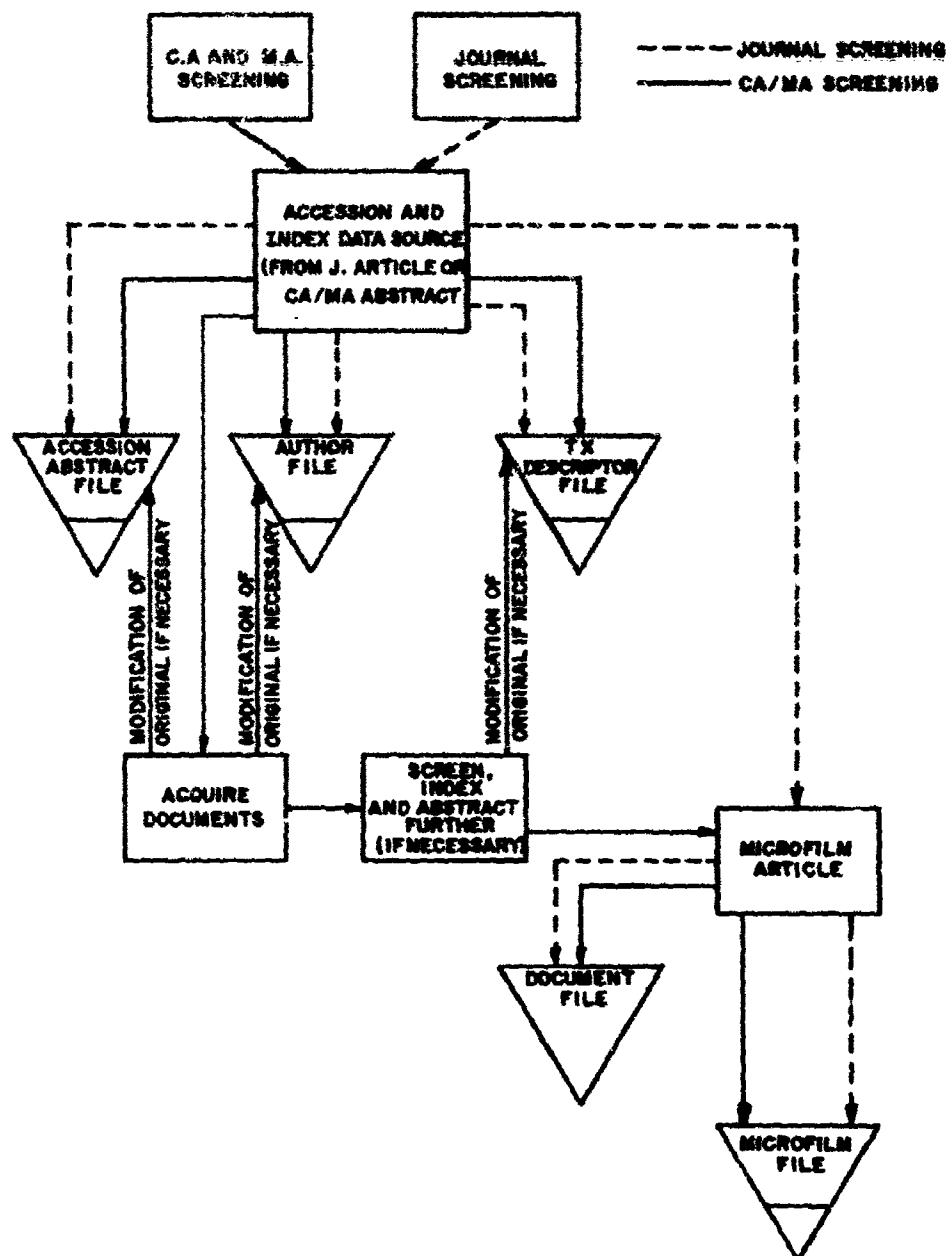 C.A AND M.A.
SCREENING
JOURNAL
SCREENING
JOURNAL SCREENING
CA/MA SCREENING
ACCESSION AND
INDEX DATA SOURCE
(FROM J. ARTICLE OR
CA/MA ABSTRACT
ACCESSION
ABSTRACT
FILE
AUTHOR
FILE
TX
DESCRIPTOR
FILE
MODIFICATION OF
ORIGINAL IF NECESSARY
MODIFICATION OF
ORIGINAL IF NECESSARY
MODIFICATION OF
ORIGINAL IF NECESSARY
ACQUIRE
DOCUMENTS
SCREEN,
INDEX
AND ABSTRACT
FURTHER
(IF NECESSARY)
MICROFILM
ARTICLE
DOCUMENT
FILE
MICROFILM
FILE